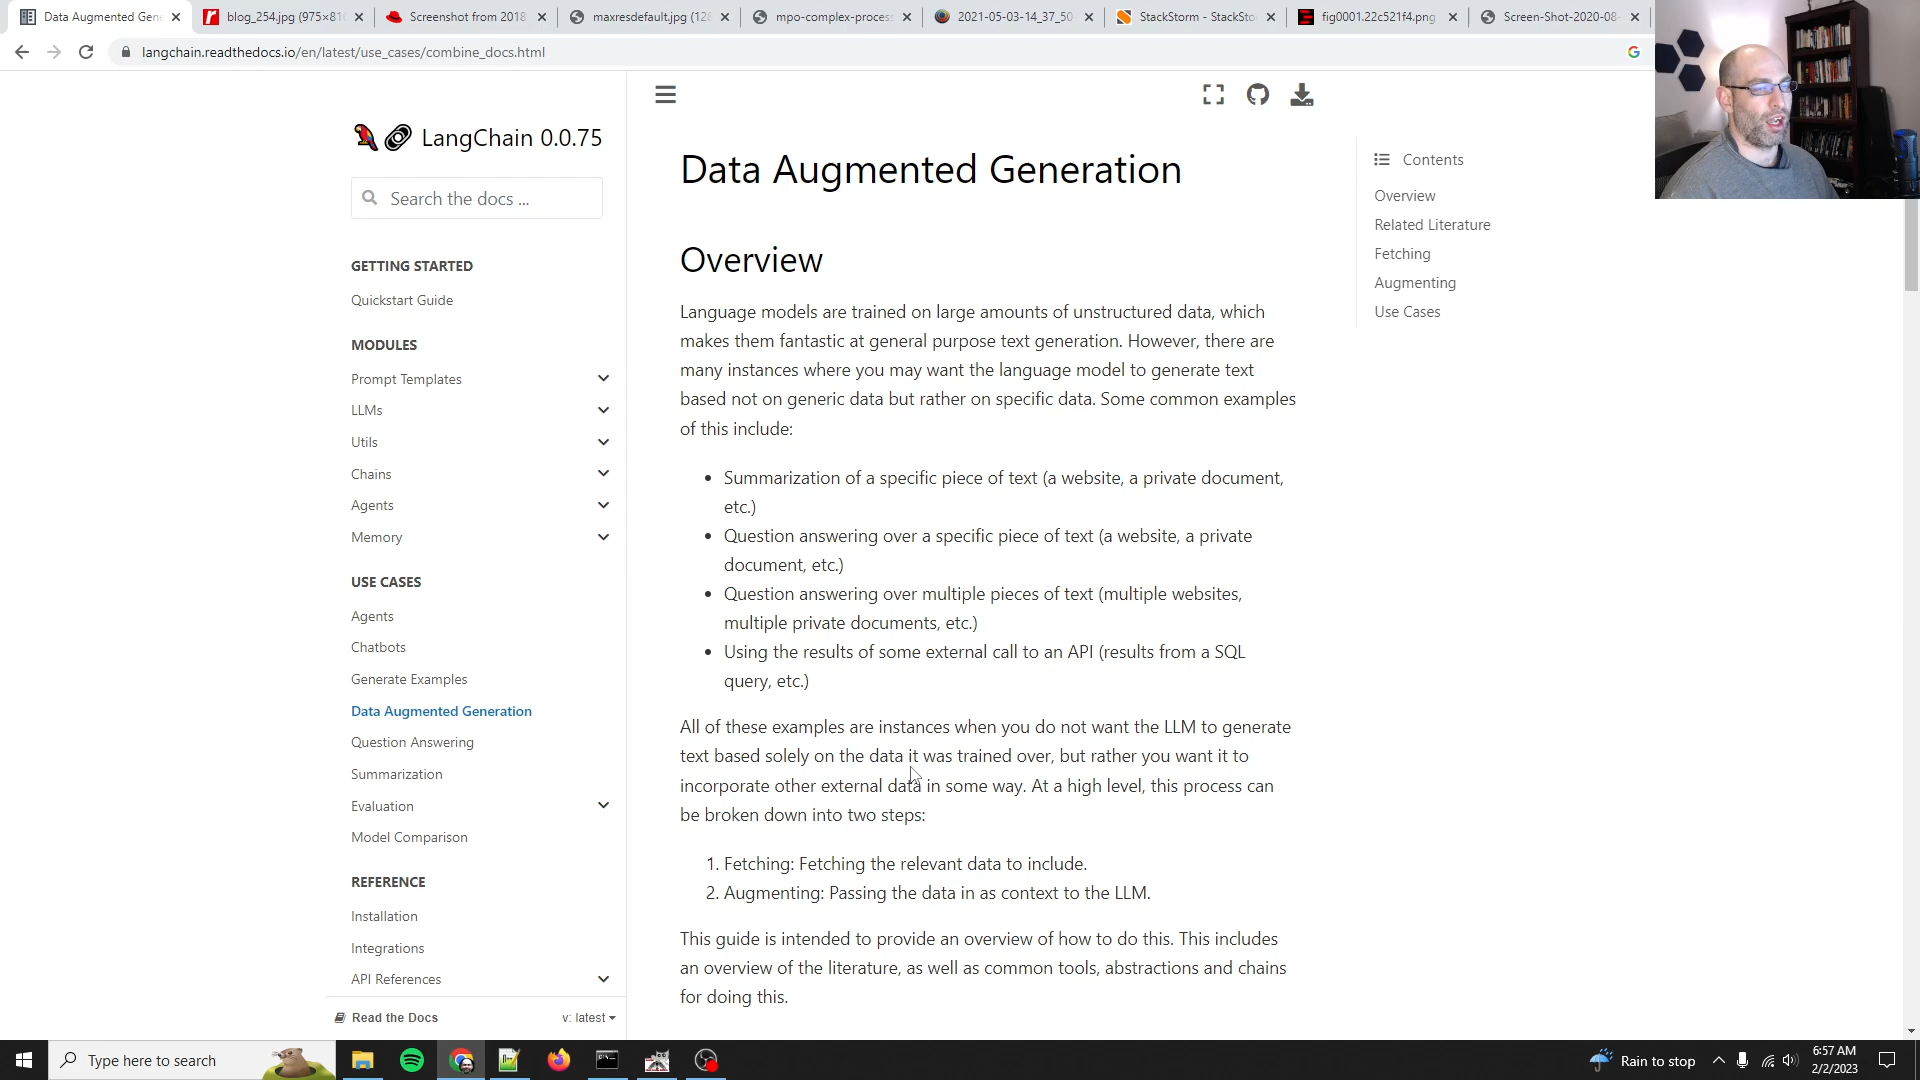 Data Augmented Gene
blog_254.jpg (975×816
Screenshot from 2018
maxresdefault.jpg (128
mpo-complex-process
2021-05-03-14_37_50
StackStorm - StackSto
fig0001.22c521f4.png
Screen-Shot-2020-08
langchain.readthedocs.io/en/latest/use_cases/combine_docs.html
LangChain 0.0.75
Search the docs ...
GETTING STARTED
Quickstart Guide
MODULES
Prompt Templates
LLMs
Utils
Chains
Agents
Memory
USE CASES
Agents
Chatbots
Generate Examples
Data Augmented Generation
Question Answering
Summarization
Evaluation
Model Comparison
REFERENCE
Installation
Integrations
API References
Read the Docs
v: latest
Data Augmented Generation
Overview
Language models are trained on large amounts of unstructured data, which
makes them fantastic at general purpose text generation. However, there are
many instances where you may want the language model to generate text
based not on generic data but rather on specific data. Some common examples
of this include:
• Summarization of a specific piece of text (a website, a private document,
etc.)
• Question answering over a specific piece of text (a website, a private
document, etc.)
• Question answering over multiple pieces of text (multiple websites,
multiple private documents, etc.)
• Using the results of some external call to an API (results from a SQL
query, etc.)
All of these examples are instances when you do not want the LLM to generate
text based solely on the data it was trained over, but rather you want it to
incorporate other external data in some way. At a high level, this process can
be broken down into two steps:
1. Fetching: Fetching the relevant data to include.
2. Augmenting: Passing the data in as context to the LLM.
This guide is intended to provide an overview of how to do this. This includes
an overview of the literature, as well as common tools, abstractions and chains
for doing this.
Contents
Overview
Related Literature
Fetching
Augmenting
Use Cases
Type here to search
Rain to stop
6:57 AM
2/2/2023